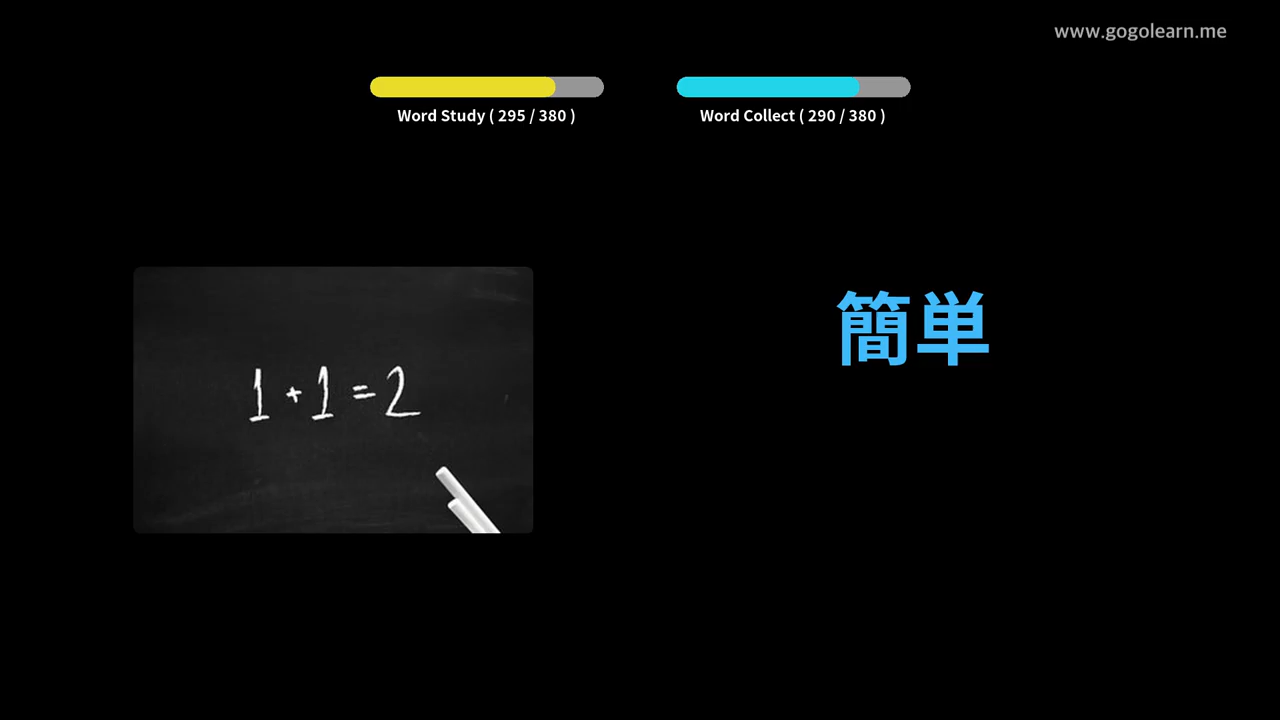 www.gogolearn.me
Word Study ( 295 / 380 )
Word Collect ( 290 / 380 )
1 + 1 = 2
簡単